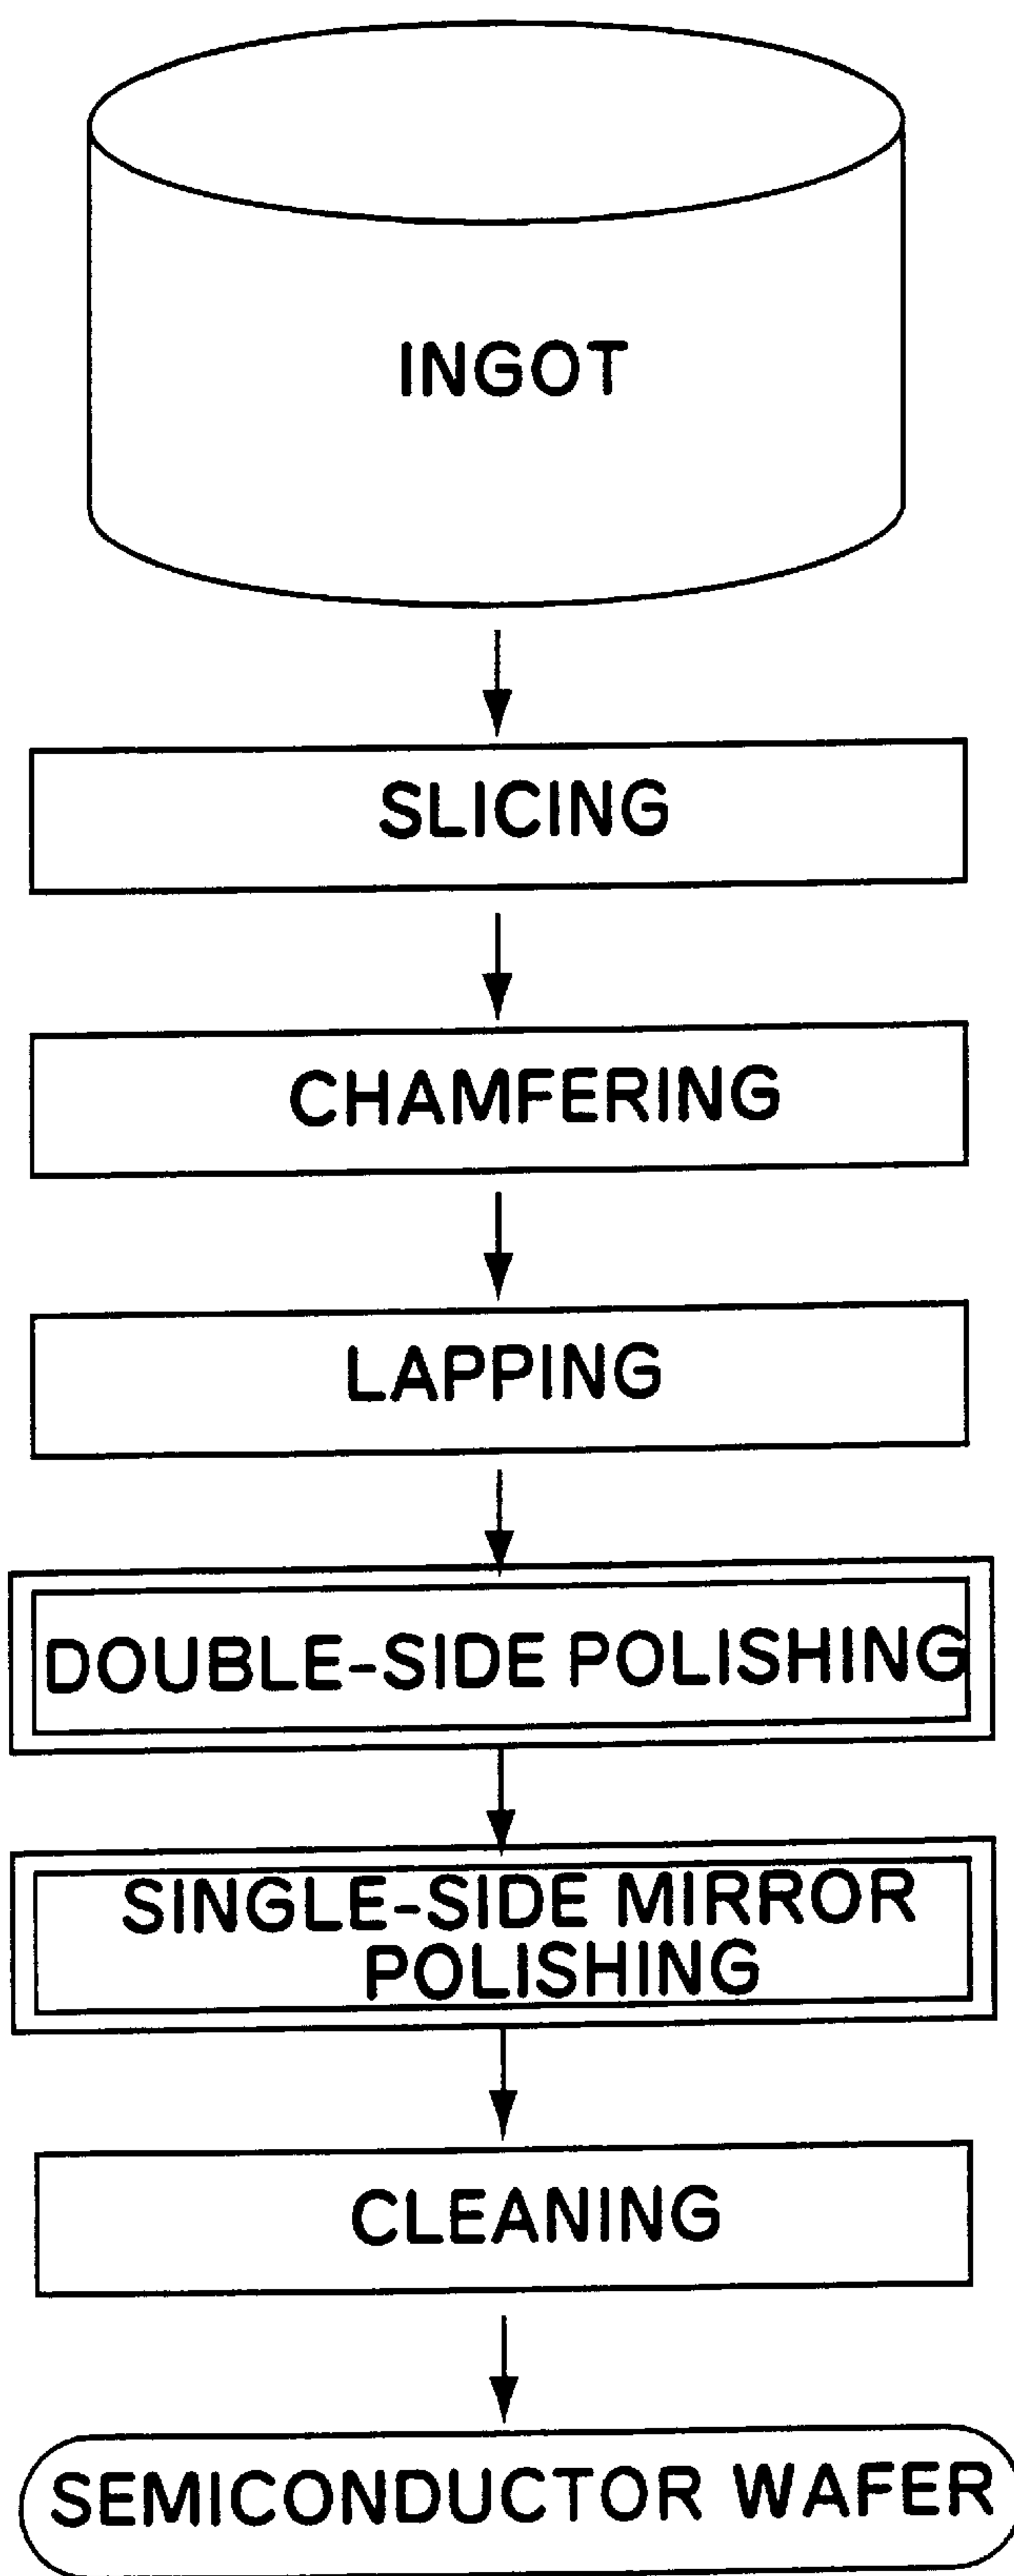 INGOT
SLICING
CHAMFERING
LAPPING
DOUBLE-SIDE POLISHING
SINGLE-SIDE MIRROR
POLISHING
CLEANING
SEMICONDUCTOR WAFER